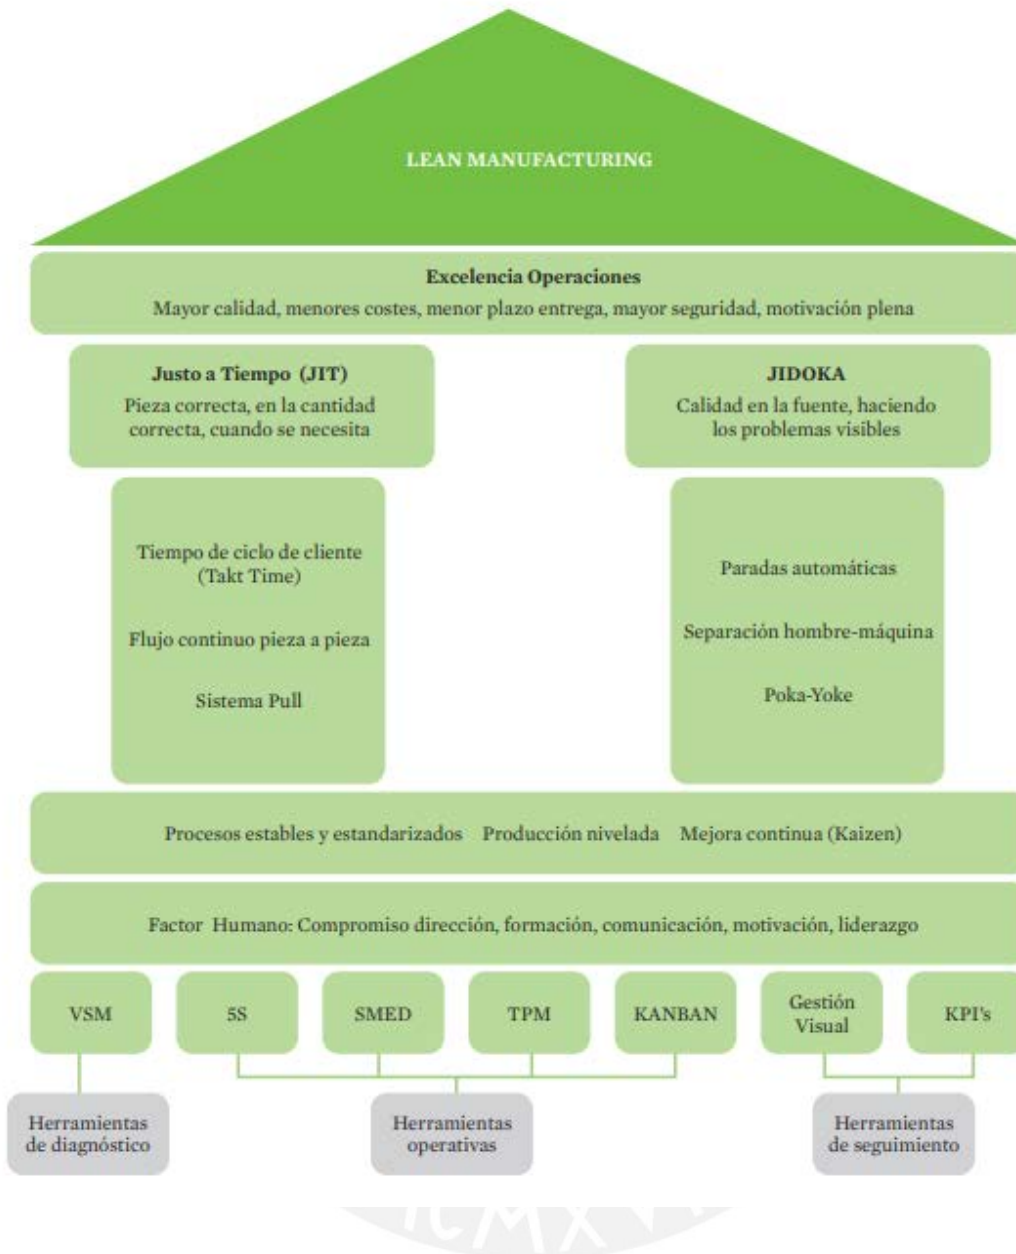 LEAN MANUFACTURING
Excelencia Operaciones
Mayor calidad, menores costes, menor plazo entrega, mayor seguridad, motivación plena
Justo a Tiempo (JIT)
Pieza correcta, en la cantidad
correcta, cuando se necesita
JIDOKA
Calidad en la fuente, haciendo
los problemas visibles
Tiempo de ciclo de cliente
(Takt Time)
Flujo continuo pieza a pieza
Sistema Pull
Paradas automáticas
Separación hombre-máquina
Poka-Yoke
Procesos estables y estandarizados Producción nivelada Mejora continua (Kaizen)
Factor Humano: Compromiso dirección, formación, comunicación, motivación, liderazgo
VSM
5S
SMED
TPM
KANBAN
Gestión
Visual
KPI's
Herramientas
de diagnóstico
Herramientas
operativas
Herramientas
de seguimiento